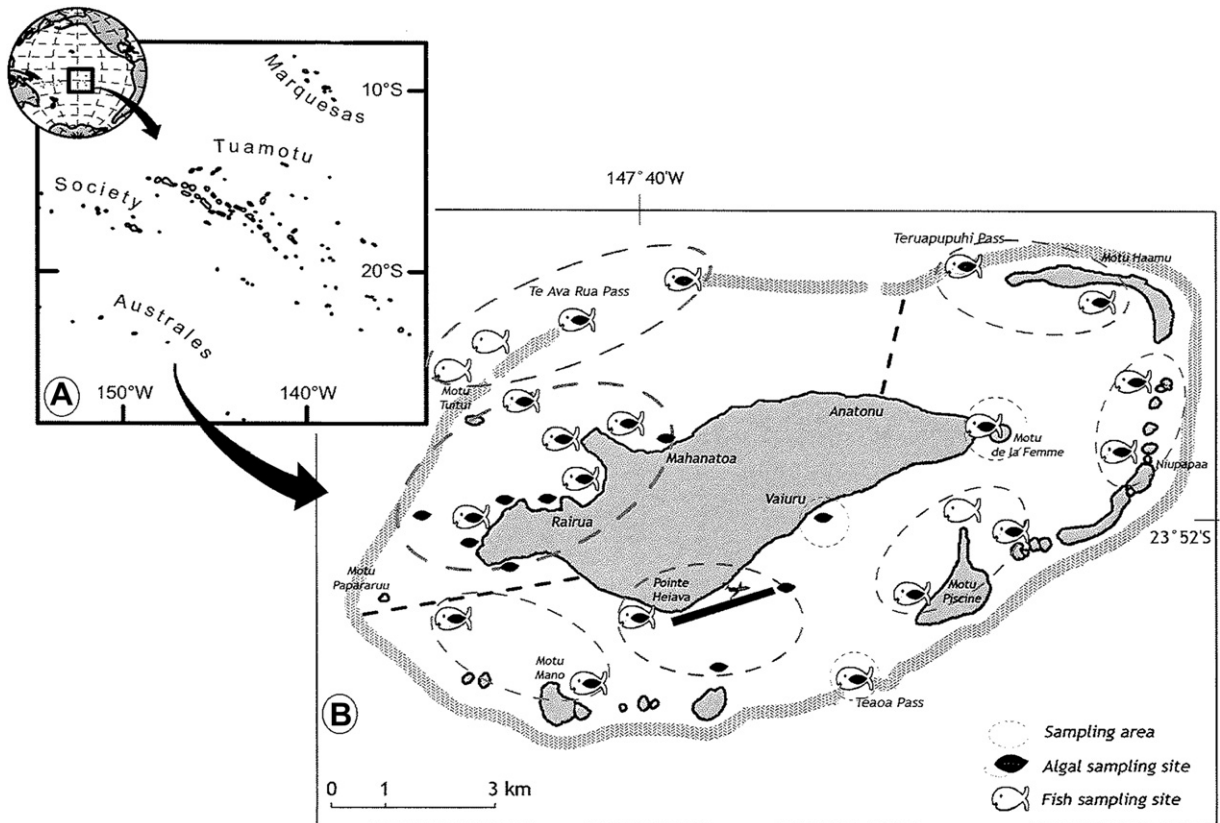 Marquesas
10°S
Tuamotu
Society
20°S
Australes
150°W
140°W
A
147°40'W
Teruapupuhi Pass
Motu Haamu
Te Ava Rua Pass
Motu
Tuitui
Anatonu
Motu
de la Femme
Mahanatoa
Niupapaa
Vaiuru
Rairua
23°52'S
Motu
Papararuu
Pointe
Heiava
Motu
Piscine
Motu
Mano
Teaoa Pass
B
Sampling area
Algal sampling site
Fish sampling site
0 1 3 km